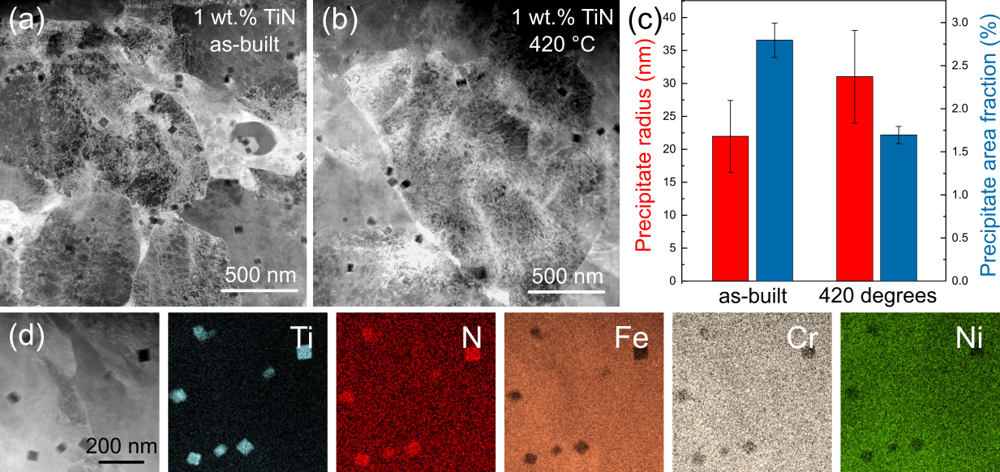 (a)
1 wt.% TiN
as-built
500 nm
(b)
1 wt.% TiN
420 °C
500 nm
(c)
Precipitate radius (nm)
40
35
30
25
20
15
10
5
0
as-built
420 degrees
3.0
2.5
2.0
1.5
1.0
0.5
0.0
Precipitate area fraction (%)
(d)
200 nm
Ti
N
Fe
Cr
Ni